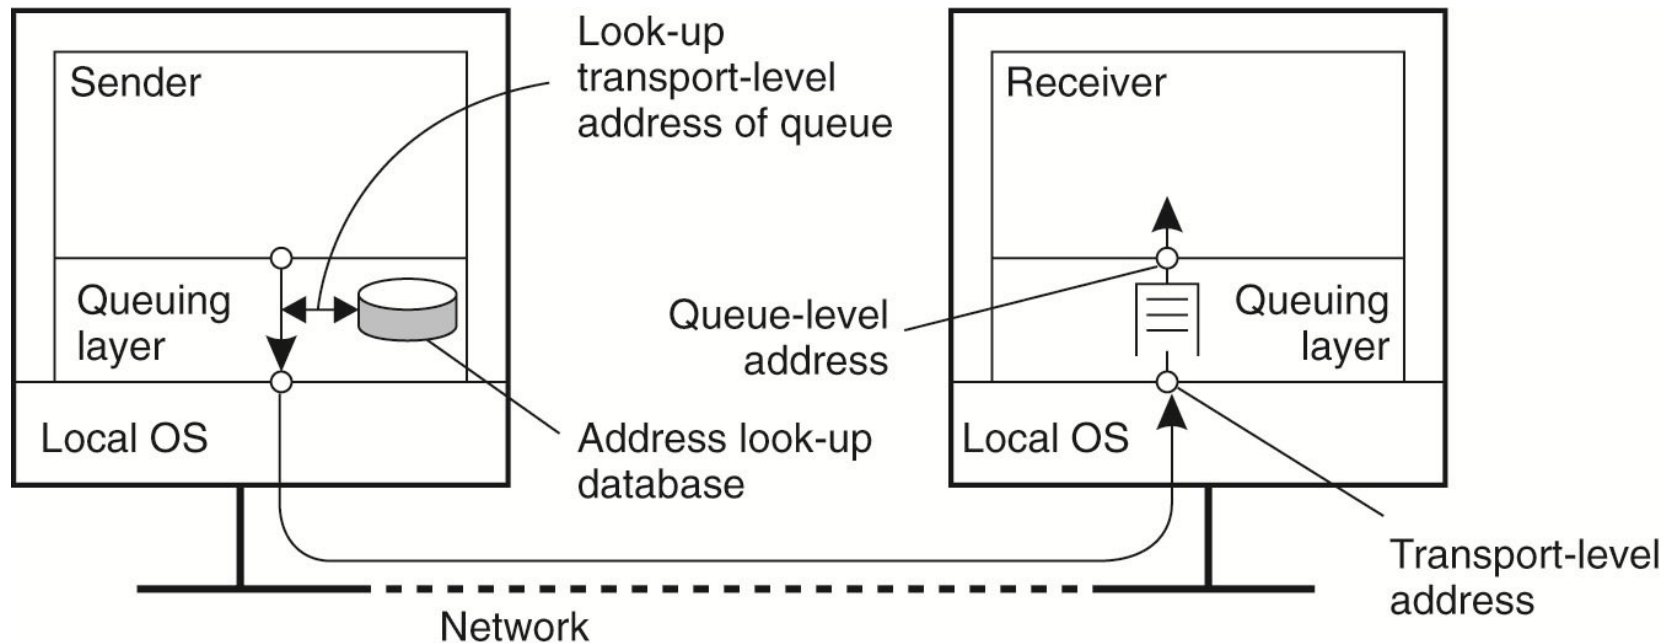 Sender
Look-up
transport-level
address of queue
Receiver
Queuing
layer
Queue-level
address
Queuing
layer
Local OS
Address look-up
database
Local OS
Transport-level
address
Network